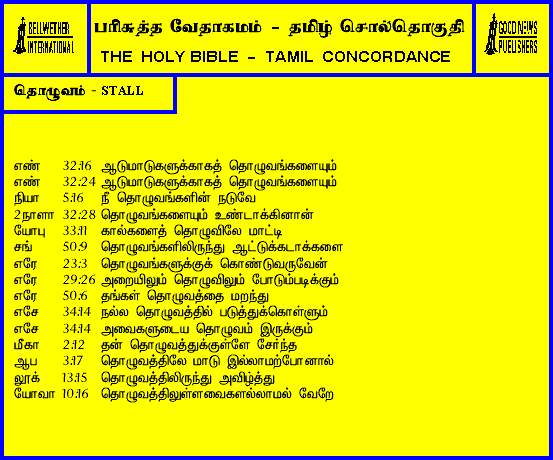 BELLWETHER
INTERNATIONAL
பரிசுத்த வேதாகமம் - தமிழ் சொல்தொகுதி
THE HOLY BIBLE - TAMIL CONCORDANCE
GOOD NEWS
PUBLISHERS
தொழுவம் - STALL
எண் 32:16 ஆடுமாடுகளுக்காகத் தொழுவங்களையும்
எண் 32:24 ஆடுமாடுகளுக்காகத் தொழுவங்களையும்
நியா 5:16 நீ தொழுவங்களின் நடுவே
2நாளா 32:28 தொழுவங்களையும் உண்டாக்கினான்
யோபு 33:11 கால்களைத் தொழுவிலே மாட்டி
சங் 50:9 தொழுவங்களிலிருந்து ஆட்டுக்கடாக்களை
எரே 23:3 தொழுவங்களுக்குக் கொண்டுவருவேன்
எரே 29:26 அறையிலும் தொழுவிலும் போடும்படிக்கும்
எரே 50:6 தங்கள் தொழுவத்தை மறந்து
எசே 34:14 நல்ல தொழுவத்தில் படுத்துக்கொள்ளும்
எசே 34:14 அவைகளுடைய தொழுவம் இருக்கும்
மீகா 2:12 தன் தொழுவத்துக்குள்ளே சேர்ந்த
ஆப 3:17 தொழுவத்திலே மாடு இல்லாமற்போனால்
லூக் 13:15 தொழுவத்திலிருந்து அவிழ்த்து
யோவா 10:16 தொழுவத்திலுள்ளவைகளல்லாமல் வேறே